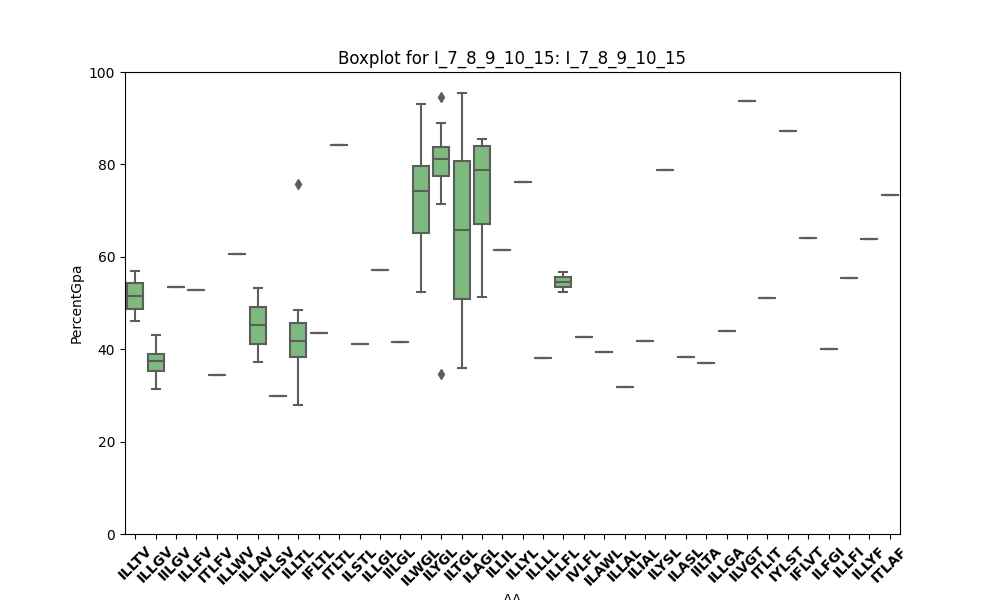 Boxplot for I_7_8_9_10_15: I_7_8_9_10_15
PercentGpa
100
80
60
40
20
0
ILLTV
ILLGV
IILGV
ILLFV
ITLFV
ILLWV
ILLAV
ILLSV
ILLTL
IFLTL
ITLTL
ILSTL
ILLGL
IILGL
ILWGL
ILYGL
ILTGL
ILAGL
ILLIL
ILLYL
ILLLL
ILLFL
IVLFL
ILAWL
ILLAL
ILIAL
ILYSL
ILASL
IILTA
ILLGA
ILVGT
ITLIT
IYLST
IFLVT
ILFGI
ILLFI
ILLYF
ITLAF